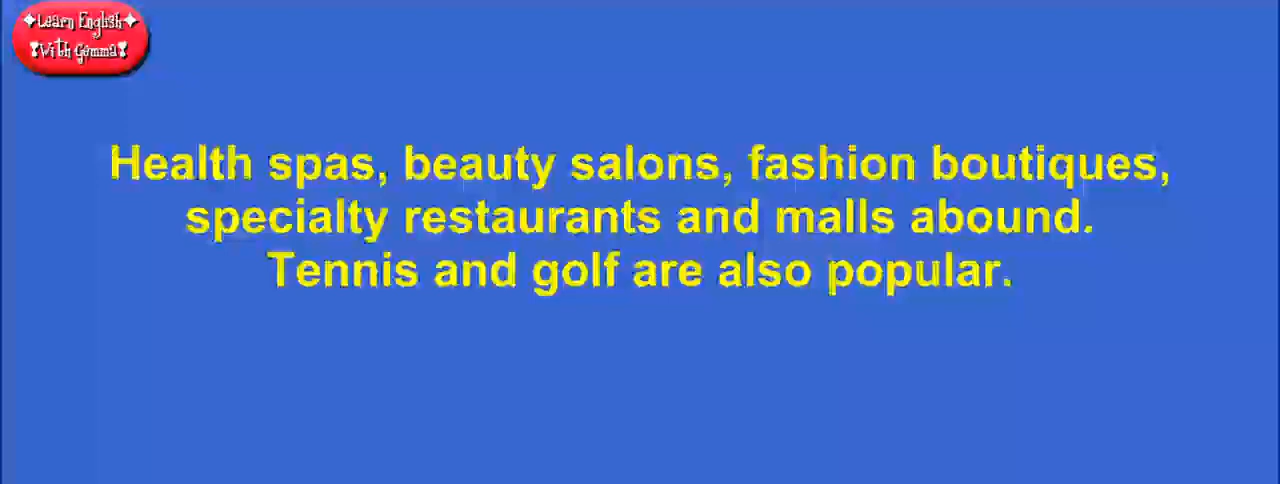 Learn English
With Gemma
Health spas, beauty salons, fashion boutiques,
specialty restaurants and malls abound.
Tennis and golf are also popular.